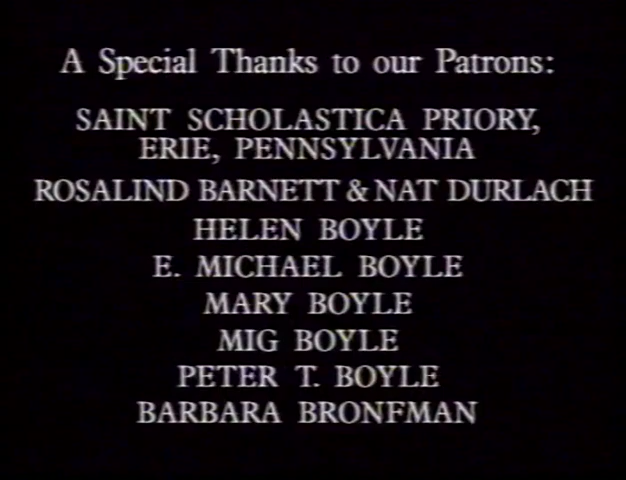 A Special Thanks to our Patrons:
SAINT SCHOLASTICA PRIORY,
ERIE, PENNSYLVANIA
ROSALIND BARNETT & NAT DURLACH
HELEN BOYLE
E. MICHAEL BOYLE
MARY BOYLE
MIG BOYLE
PETER T. BOYLE
BARBARA BRONFMAN